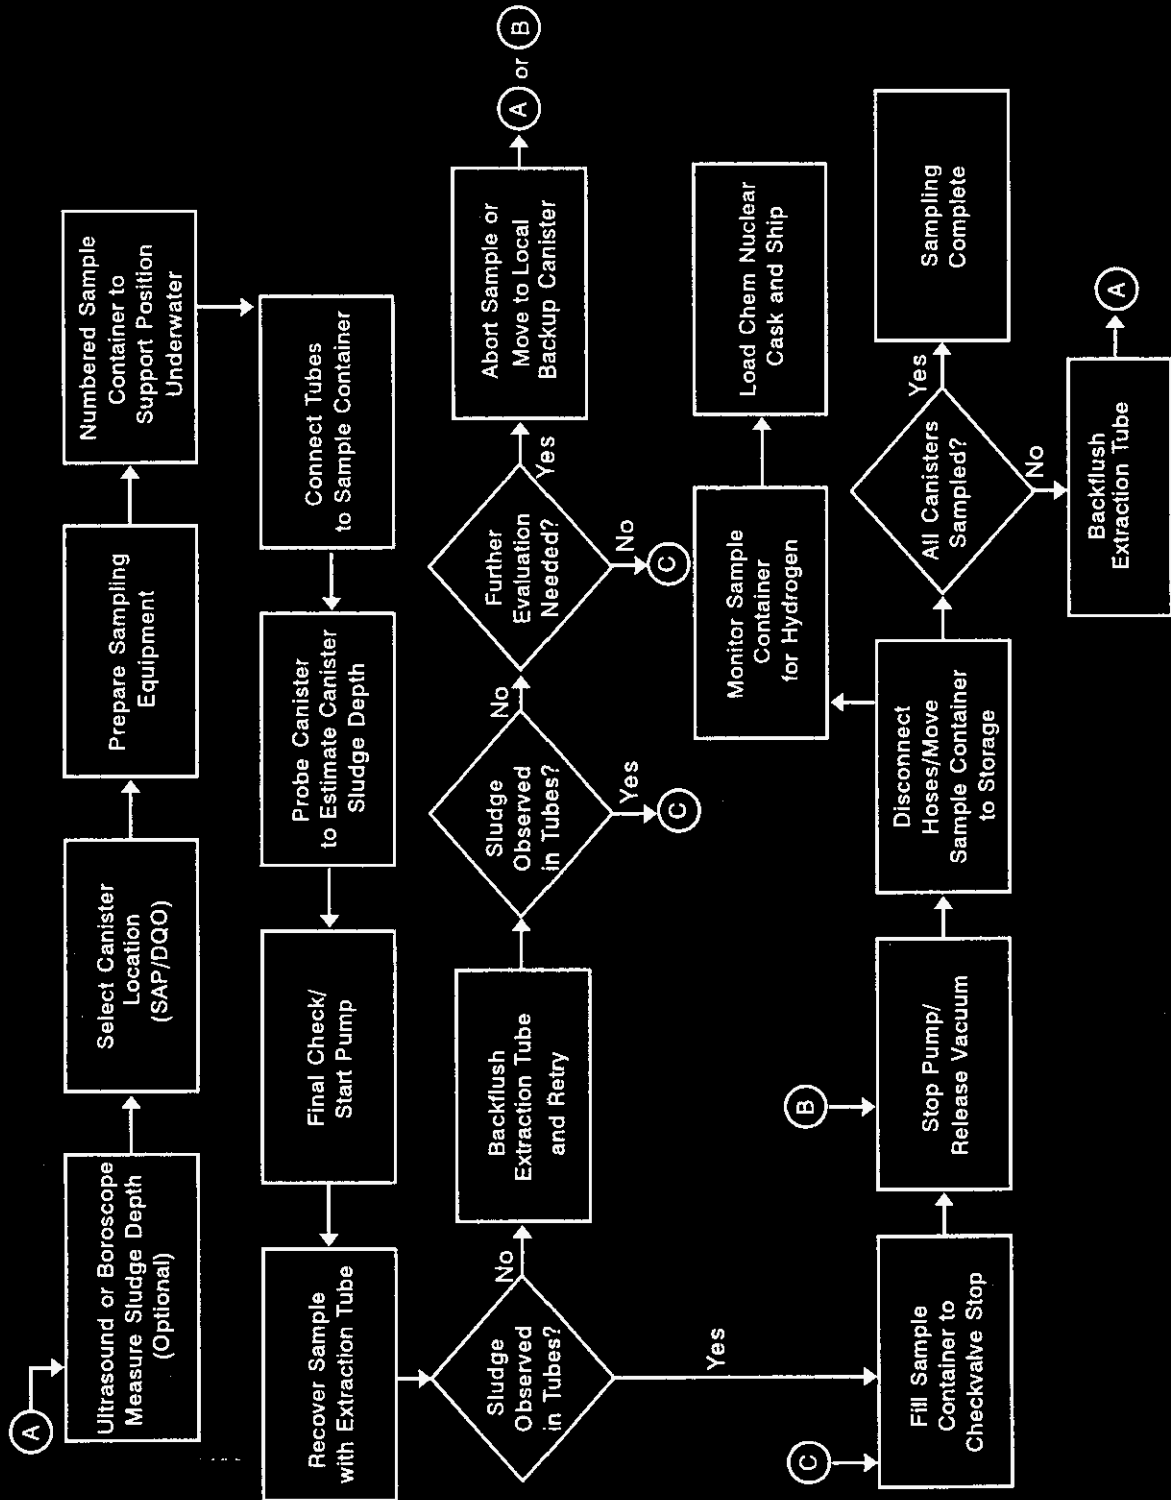 A
Ultrasound or Boroscope
Measure Sludge Depth
(Optional)
Select Canister
Location
(SAP/DQO)
Prepare Sampling
Equipment
Numbered Sample
Container to
Support Position
Underwater
Connect Tubes
to Sample Container
Probe Canister
to Estimate Canister
Sludge Depth
Final Check/
Start Pump
Recover Sample
with Extraction Tube
Sludge
Observed
in Tubes?
No
Yes
Backflush
Extraction Tube
and Retry
Sludge
Observed
in Tubes?
No
Yes
C
Further
Evaluation
Needed?
Yes
No
C
Abort Sample or
Move to Local
Backup Canister
A or B
C
Fill Sample
Container to
Checkvalve Stop
B
Stop Pump/
Release Vacuum
Disconnect
Hoses/Move
Sample Container
to Storage
Monitor Sample
Container
for Hydrogen
Load Chem Nuclear
Cask and Ship
All Canisters
Sampled?
Yes
No
Sampling
Complete
Backflush
Extraction Tube
A